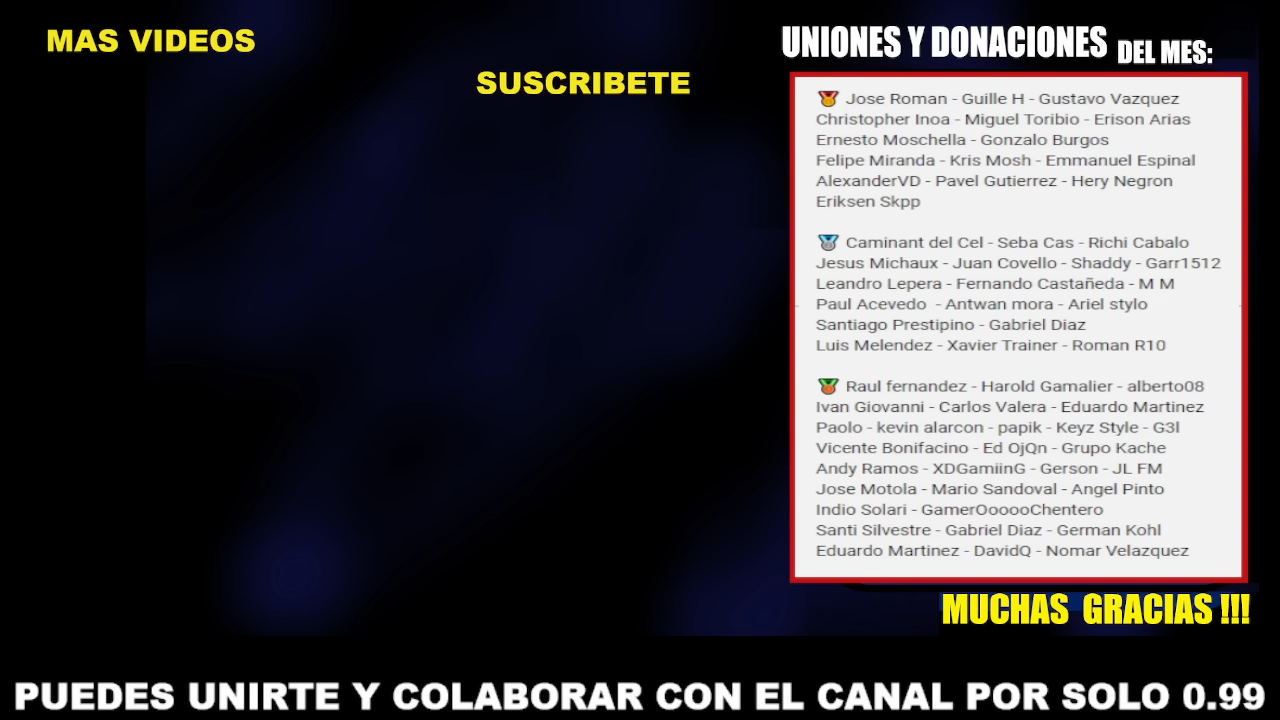 MAS VIDEOS
SUSCRIBETE
UNIONES Y DONACIONES DEL MES:
Jose Roman - Guille H - Gustavo Vazquez
Christopher Inoa - Miguel Toribio - Erison Arias
Ernesto Moschella - Gonzalo Burgos
Felipe Miranda - Kris Mosh - Emmanuel Espinal
AlexanderVD - Pavel Gutierrez - Hery Negron
Eriksen Skpp
Caminant del Cel - Seba Cas - Richi Cabalo
Jesus Michaux - Juan Covello - Shaddy - Garr1512
Leandro Lepera - Fernando Castañeda - M M
Paul Acevedo  - Antwan mora - Ariel stylo
Santiago Prestipino - Gabriel Diaz
Luis Melendez - Xavier Trainer - Roman R10
Raul fernandez - Harold Gamalier - alberto08
Ivan Giovanni - Carlos Valera - Eduardo Martinez
Paolo - kevin alarcon - papik - Keyz Style - G3l
Vicente Bonifacino - Ed OjQn - Grupo Kache
Andy Ramos - XDGamiinG - Gerson - JL FM
Jose Motola - Mario Sandoval - Angel Pinto
Indio Solari - GamerOooooChentero
Santi Silvestre - Gabriel Diaz - German Kohl
Eduardo Martinez - DavidQ - Nomar Velazquez
MUCHAS GRACIAS !!!
PUEDES UNIRTE Y COLABORAR CON EL CANAL POR SOLO 0.99